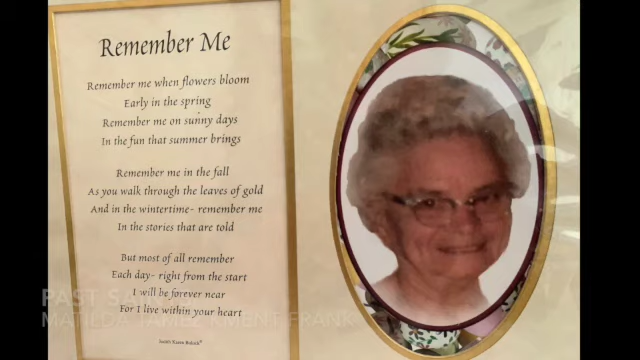 Remember Me
Remember me when flowers bloom
Early in the spring
Remember me on sunny days
In the fun that summer brings
Remember me in the fall
As you walk through the leaves of gold
And in the wintertime- remember me
In the stories that are told
But most of all remember
Each day- right from the start
I will be forever near
For I live within your heart
PAST
MATILDA KMENT FRANK